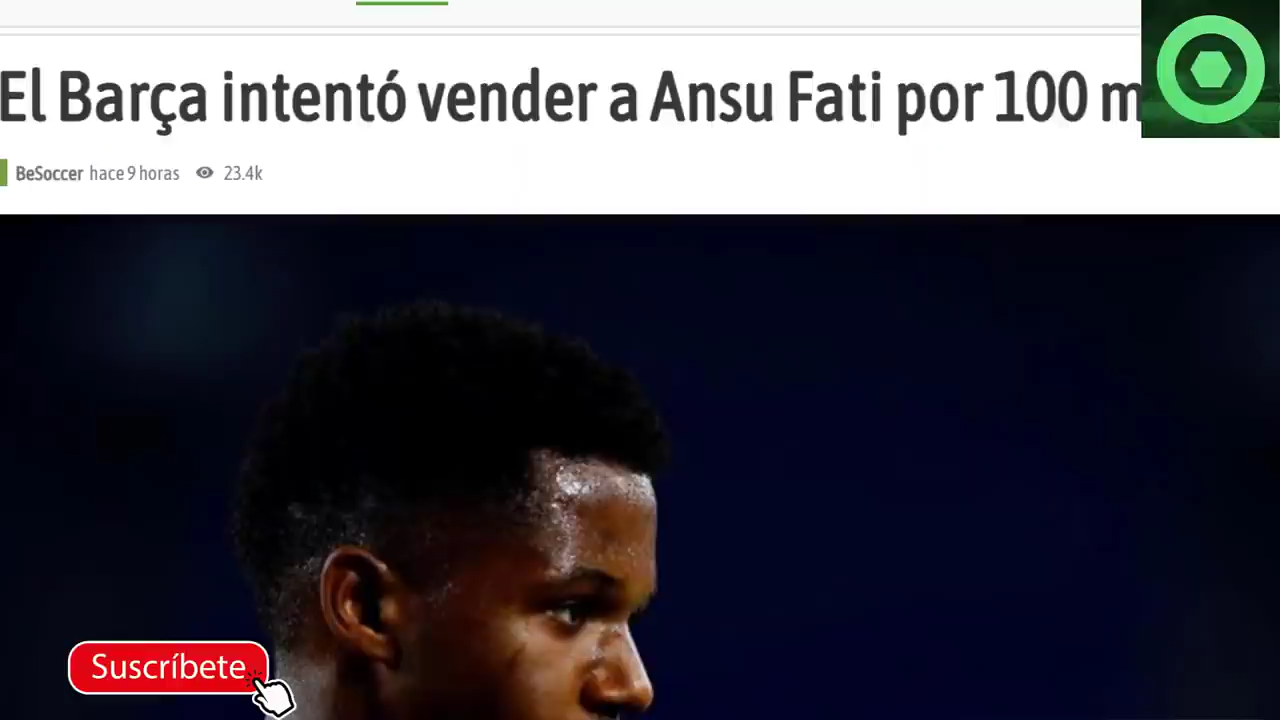 El Barça intentó vender a Ansu Fati por 100 m
BeSoccer hace 9 horas 23.4k
Suscríbete